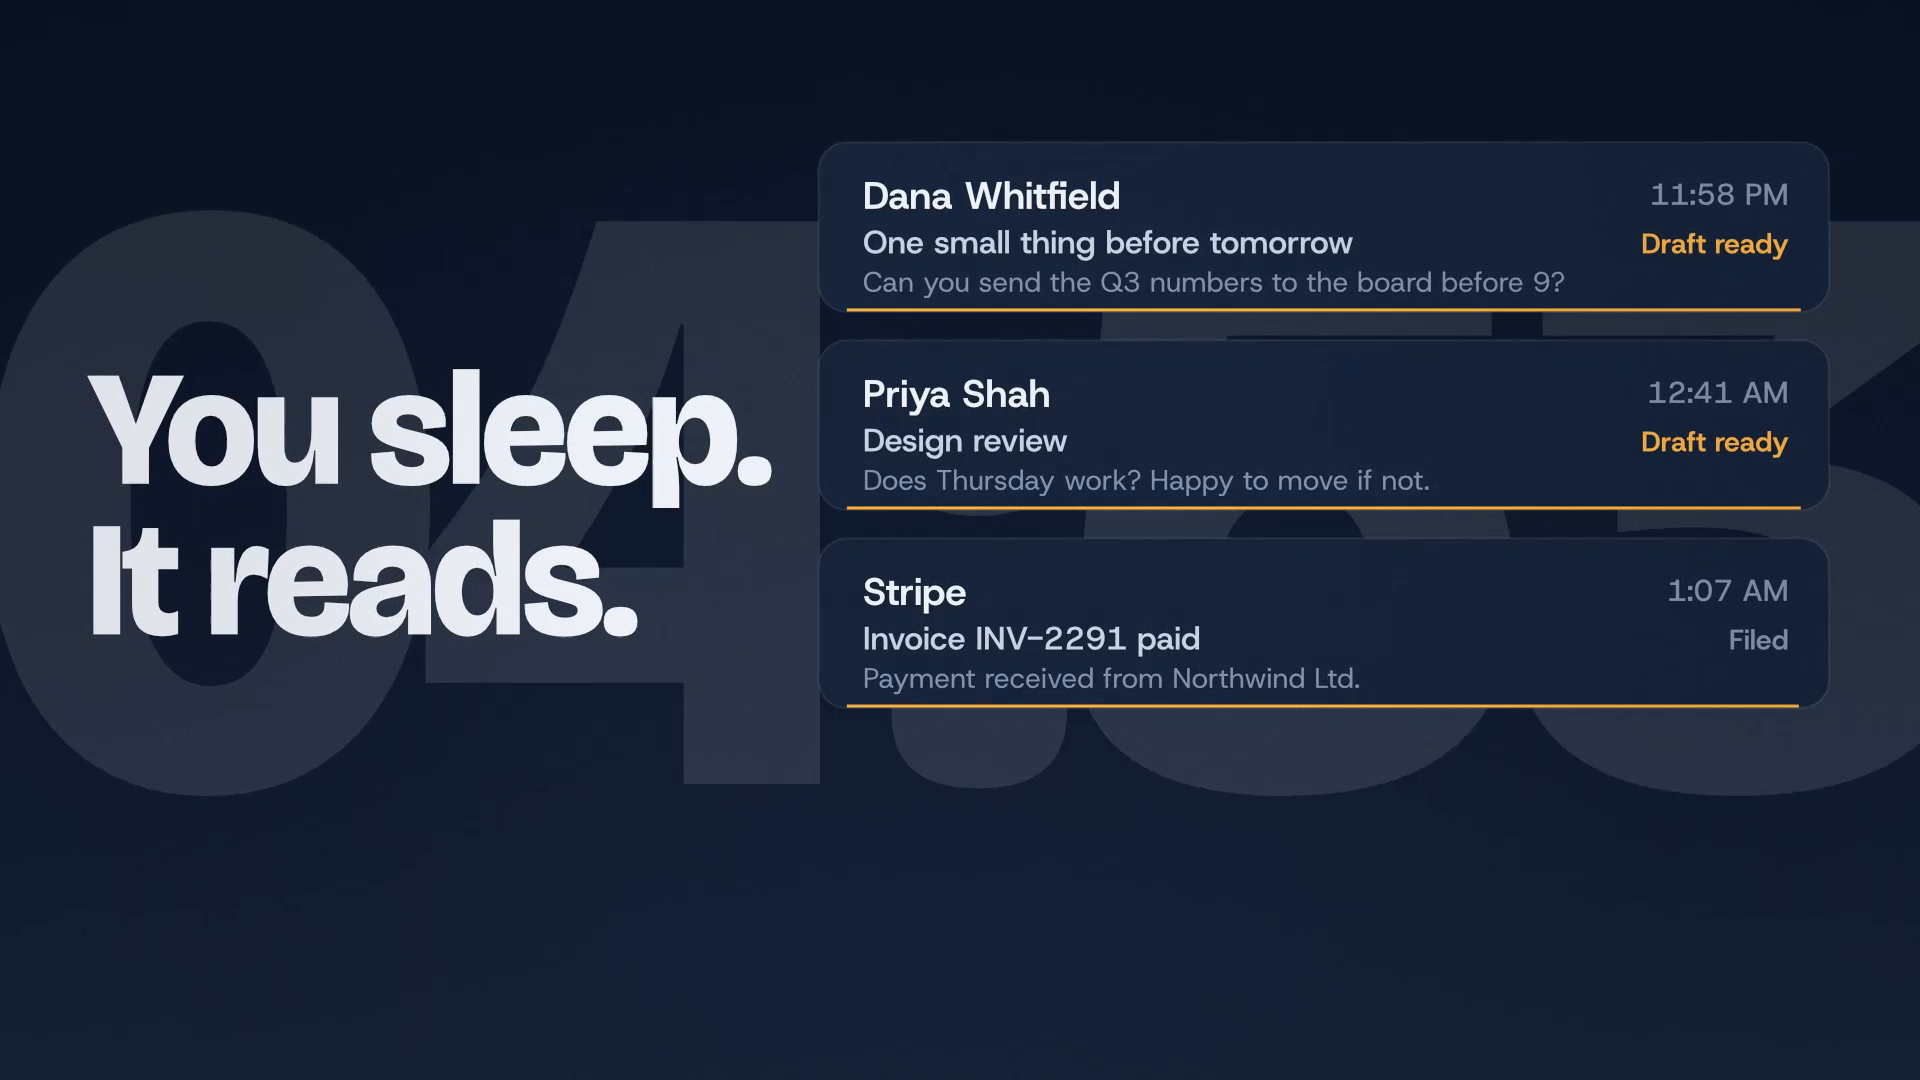 You sleep.
It reads.
Dana Whitfield
11:58 PM
One small thing before tomorrow
Draft ready
Can you send the Q3 numbers to the board before 9?
Priya Shah
12:41 AM
Design review
Draft ready
Does Thursday work? Happy to move if not.
Stripe
1:07 AM
Invoice INV-2291 paid
Filed
Payment received from Northwind Ltd.